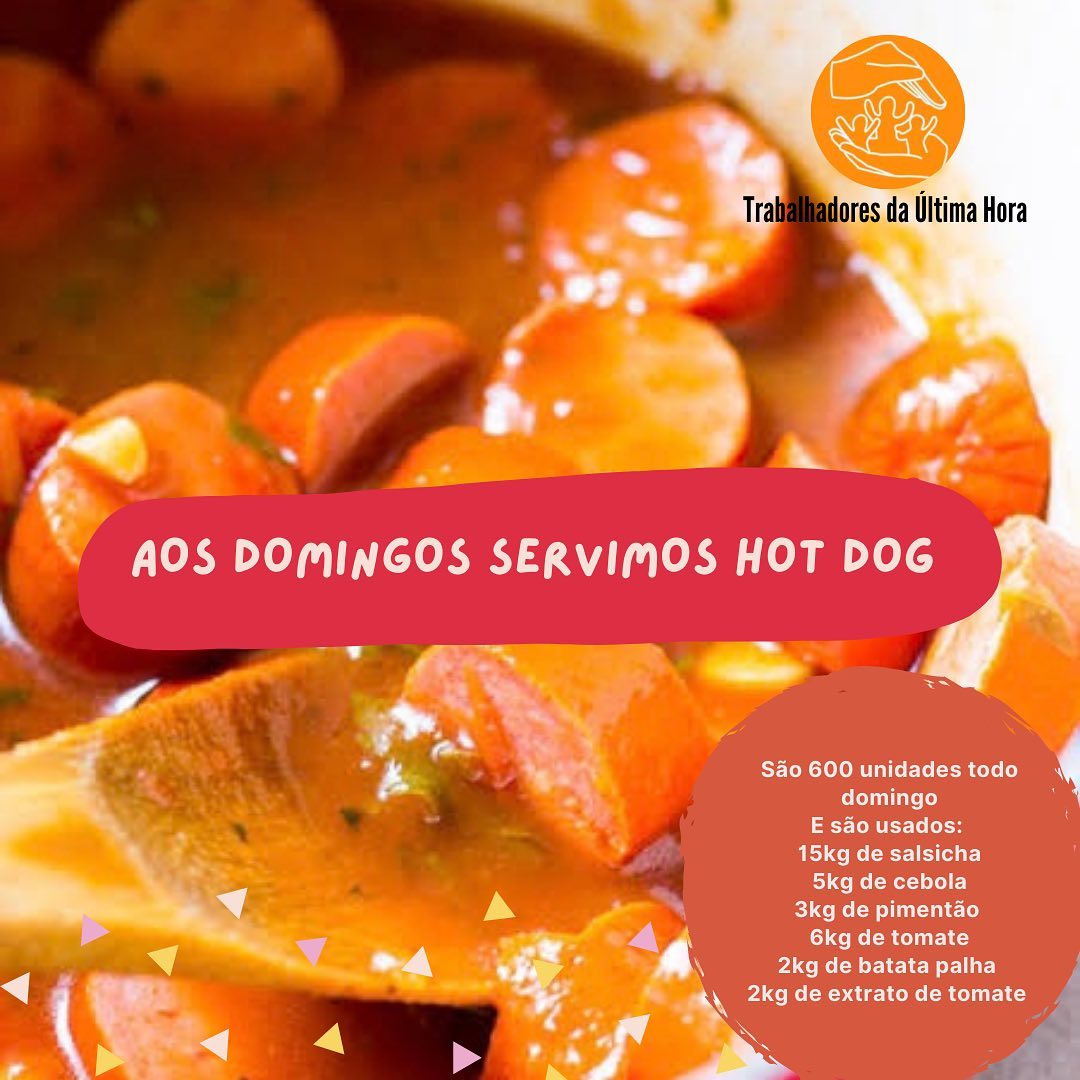 Trabalhadores da Última Hora
AOS DOMINGOS SERVIMOS HOT DOG
São 600 unidades todo
domingo
E são usados:
15kg de salsicha
5kg de cebola
3kg de pimentão
6kg de tomate
2kg de batata palha
2kg de extrato de tomate